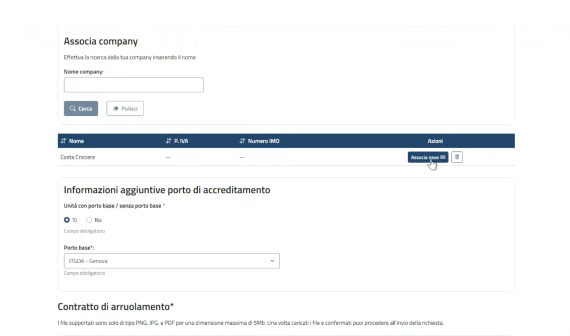 Associa company
Effettua la ricerca della tua company inserendo il nome
Nome company:
Cerca
Pulisci
Nome P. IVA Numero IMO Azioni
Costa Crociere -- -- Associa nave
Informazioni aggiuntive porto di accreditamento
Unità con porto base / senza porto base *
Sì No
Campo obbligatorio
Porto base*:
ITGOA - Genova
Campo obbligatorio
Contratto di arruolamento*
I file supportati sono solo di tipo PNG, JPG, e PDF per una dimensione massima di 5Mb. Una volta caricati i file e confermati puoi procedere all'invio della richiesta.